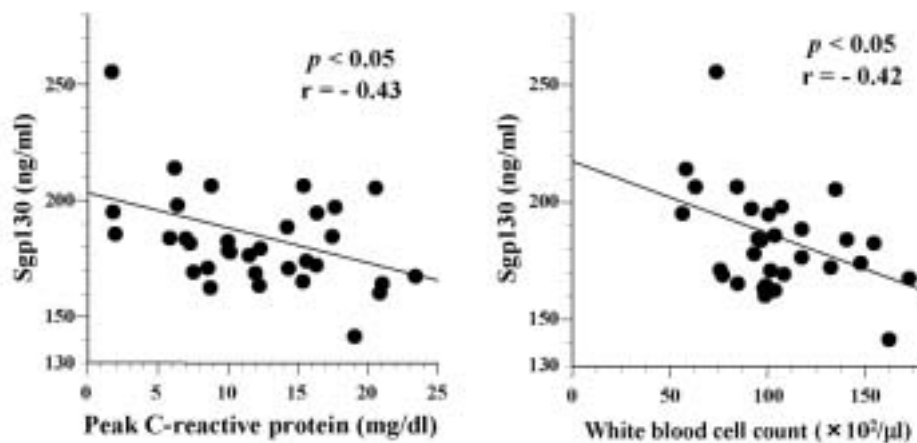 p < 0.05
r = - 0.43
250
200
150
130
Sgp130 (ng/ml)
0
5
10
15
20
25
Peak C-reactive protein (mg/dl)
p < 0.05
r = - 0.42
250
200
150
130
Sgp130 (ng/ml)
0
50
100
150
White blood cell count ( × 10²/μl)